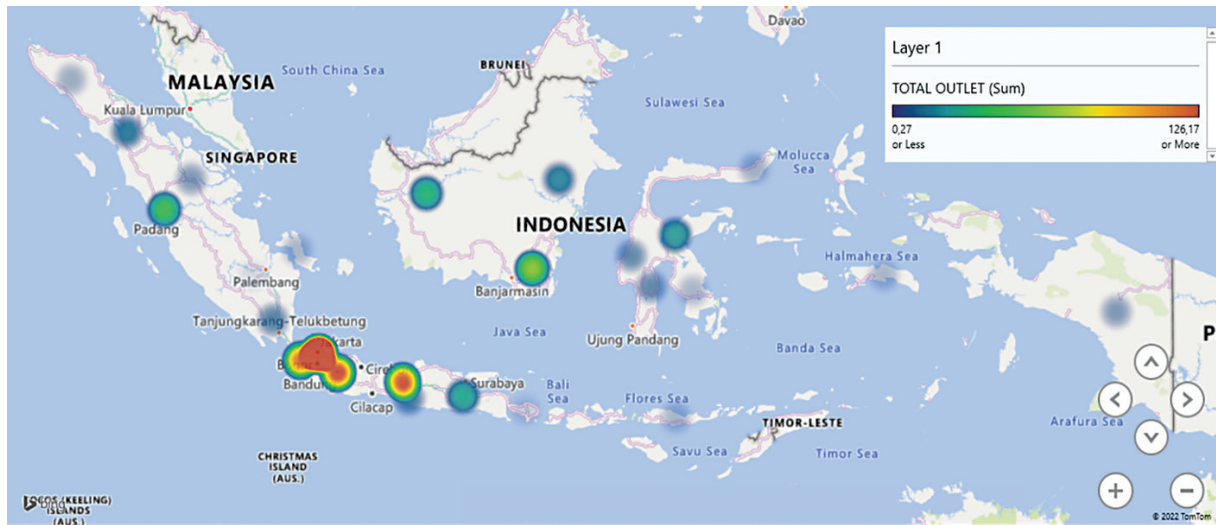 Davao
Layer 1
TOTAL OUTLET (Sum)
0,27
or Less
126,17
or More
BRUNEI
South China Sea
MALAYSIA
Kuala Lumpur
Sulawesi Sea
SINGAPORE
Molucca
Sea
INDONESIA
Padang
Halmahera Sea
Palembang
Banjarmasin
Tanjungkarang-Telukbetung
Java Sea
Ujung Pandang
Banda Sea
P
Jakarta
Bandung
Surabaya
Cilacap
Bali
Sea
Flores Sea
TIMOR-LESTE
Arafura Sea
Savu Sea
Timor Sea
CHRISTMAS
ISLAND
(AUS.)
(KEELING)
ISLANDS
(AUS.)
© 2022 TomTom